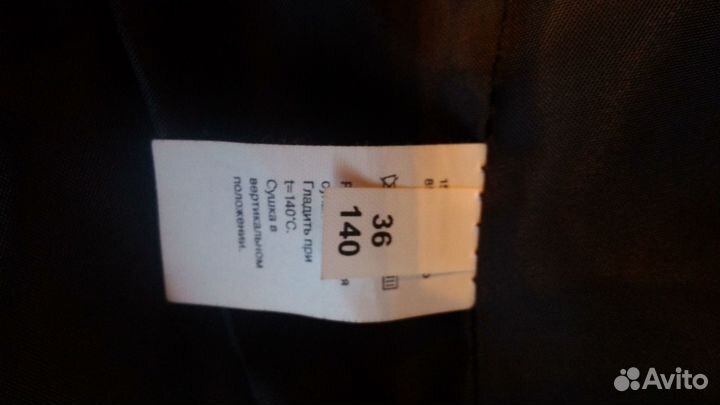 36
140
Гладить при
t=140°C.
Сушка в
вертикальном
положении.
Avito